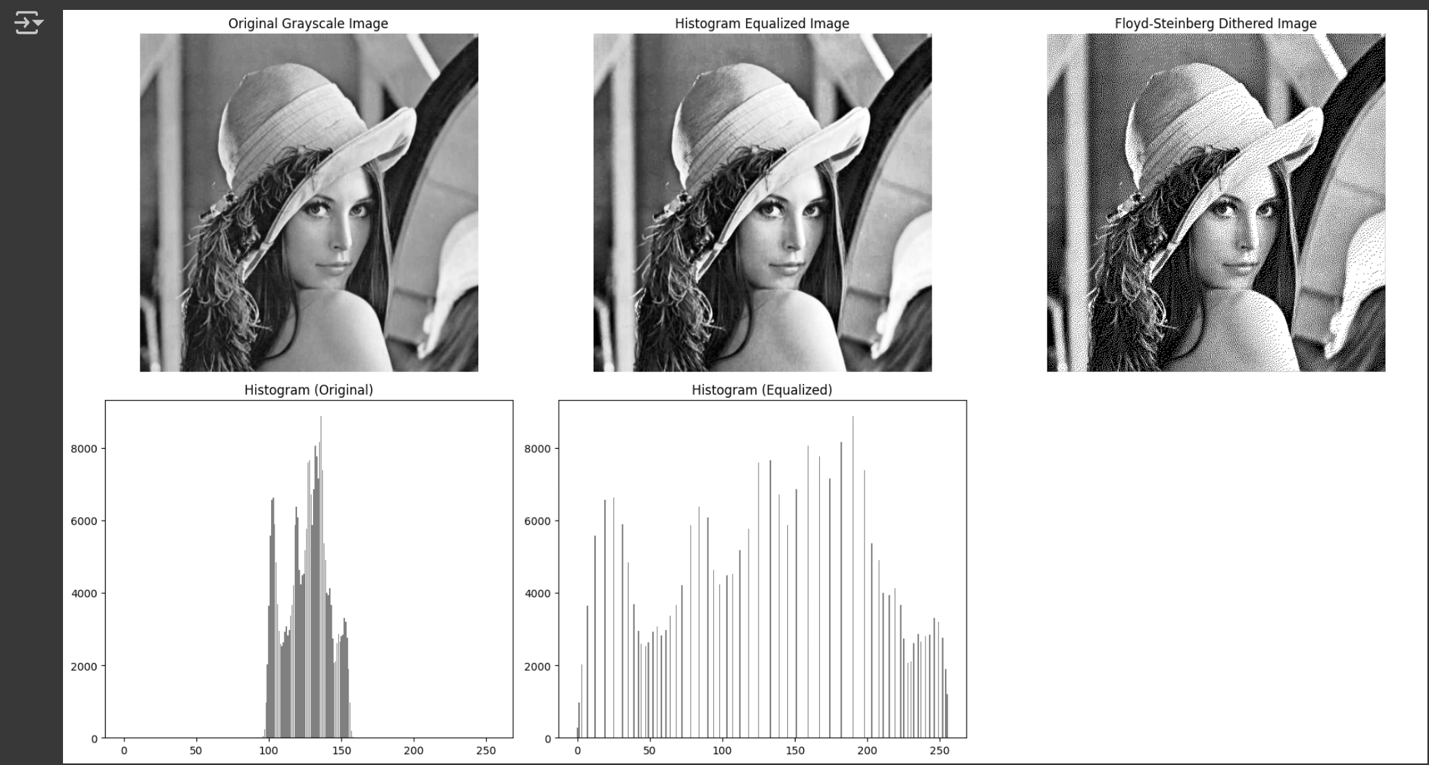 Original Grayscale Image
Histogram Equalized Image
Floyd-Steinberg Dithered Image
Histogram (Original)
Histogram (Equalized)
8000
6000
4000
2000
0
0 50 100 150 200 250
8000
6000
4000
2000
0
0 50 100 150 200 250